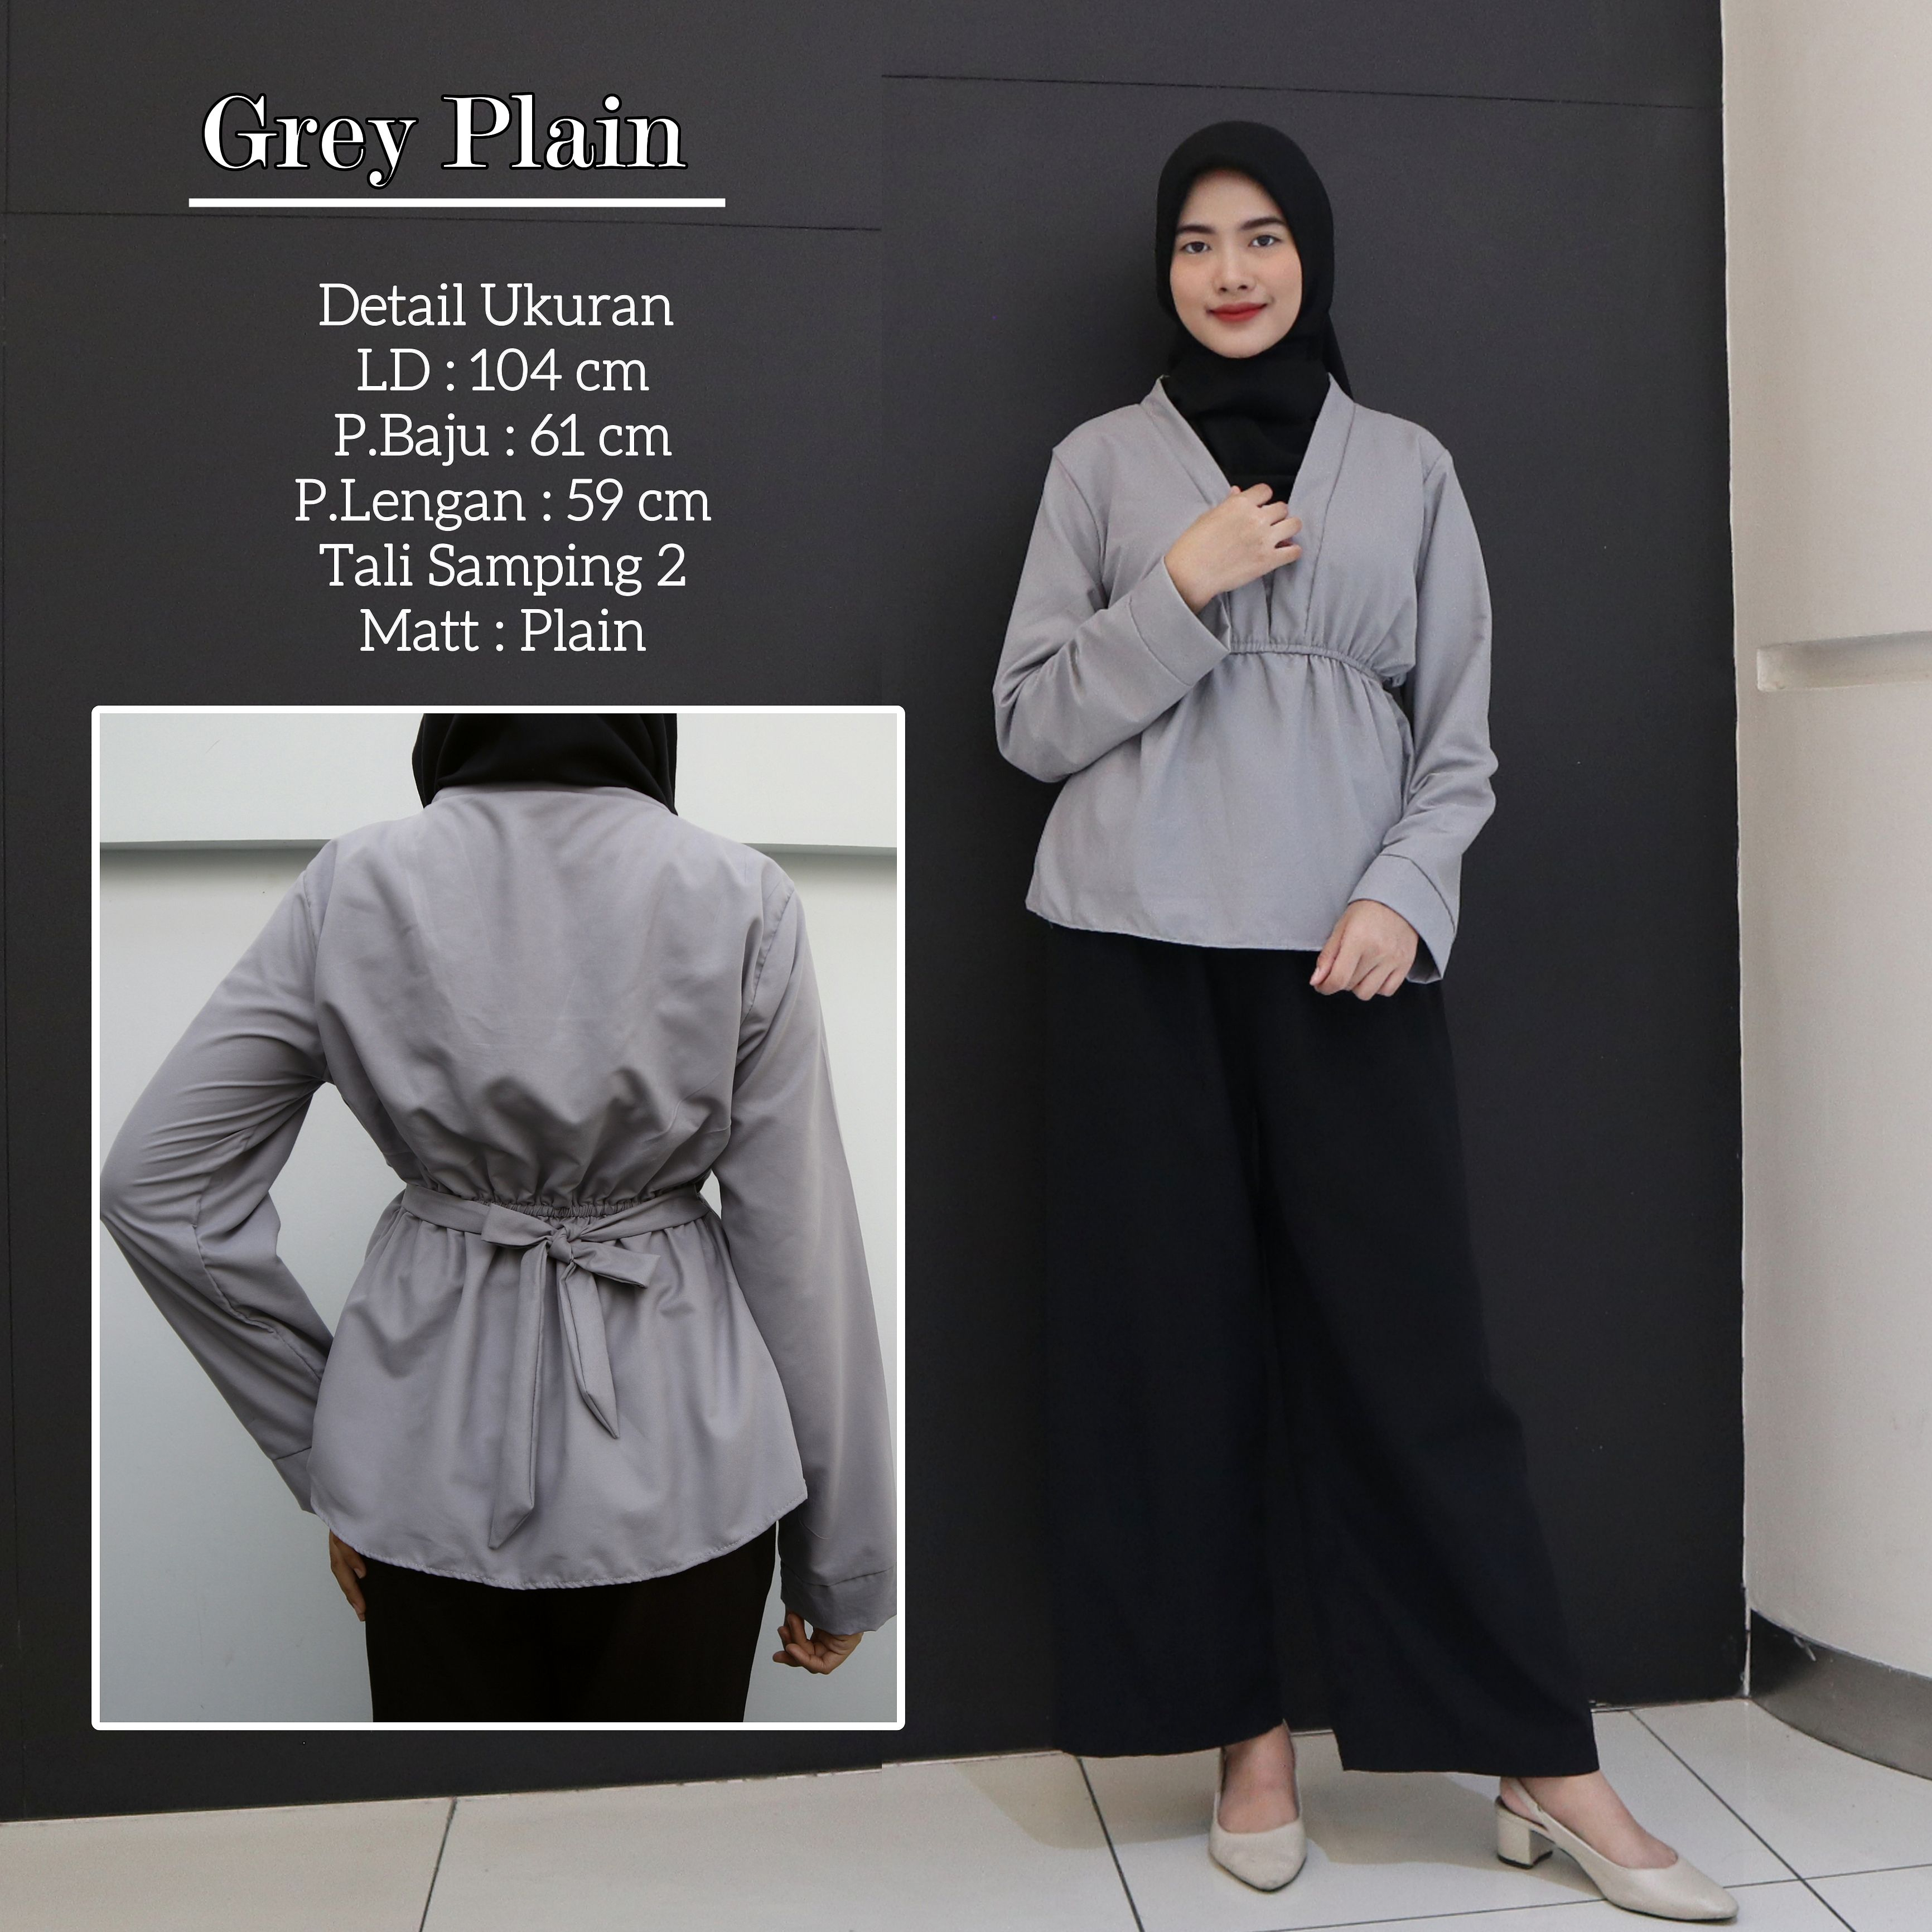 Grey Plain
Detail Ukuran
LD : 104 cm
P.Baju : 61 cm
P.Lengan : 59 cm
Tali Samping 2
Matt : Plain